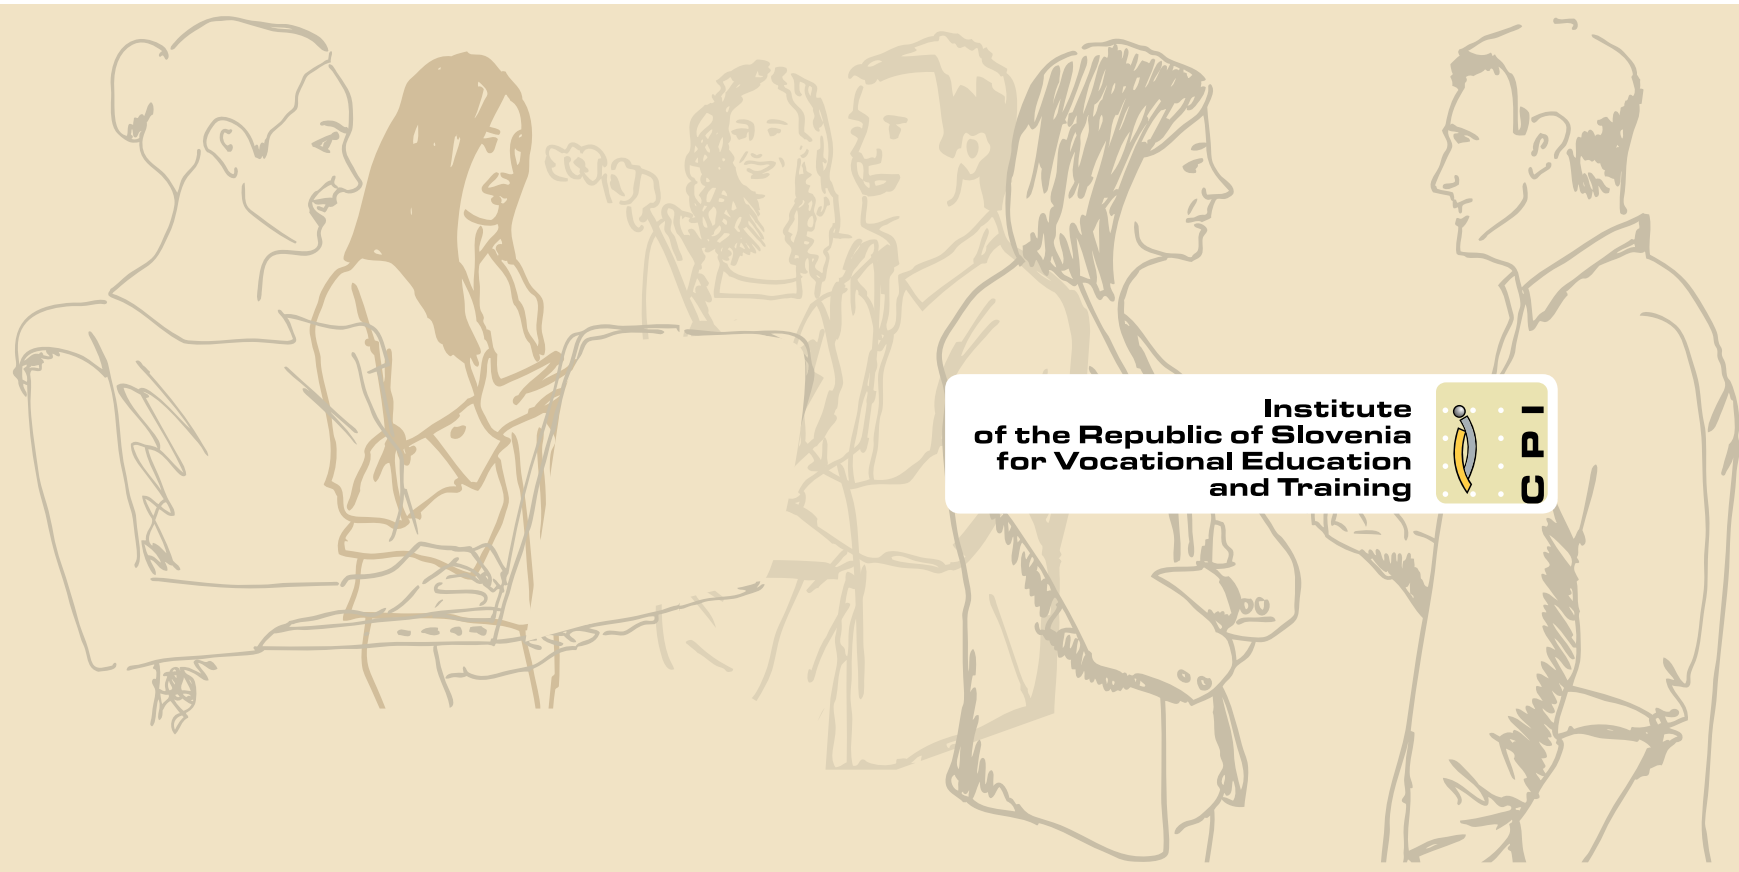 Institute
of the Republic of Slovenia
for Vocational Education
and Training
CPI